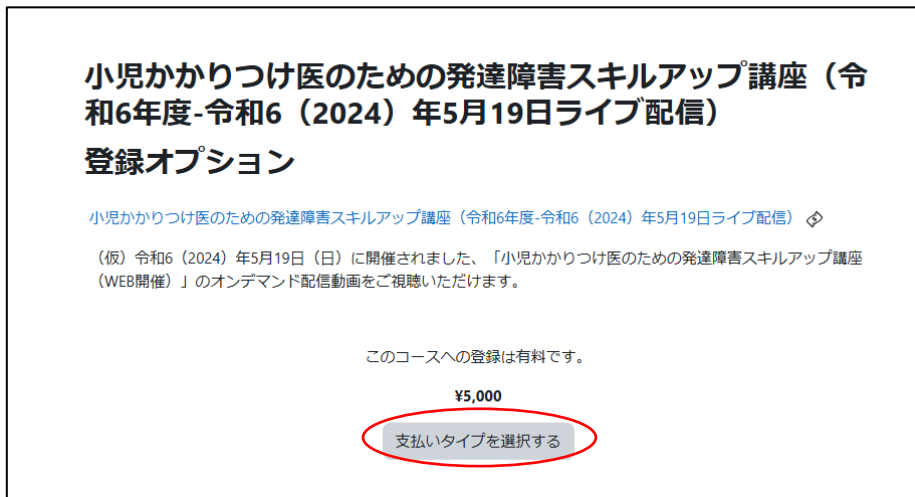 小児かかりつけ医のための発達障害スキルアップ講座（令
和6年度-令和6（2024）年5月19日ライブ配信）
登録オプション
小児かかりつけ医のための発達障害スキルアップ講座（令和6年度-令和6（2024）年5月19日ライブ配信）
（仮）令和6（2024）年5月19日（日）に開催されました、「小児かかりつけ医のための発達障害スキルアップ講座
（WEB開催）」のオンデマンド配信動画をご視聴いただけます。
このコースへの登録は有料です。
¥5,000
支払いタイプを選択する